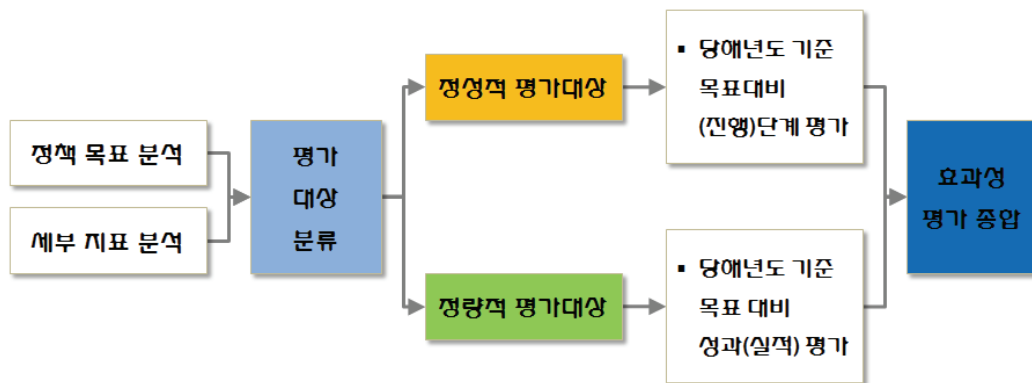 정책 목표 분석
세부 지표 분석
평가
대상
분류
정성적 평가대상
▪ 당해년도 기준
목표대비
(진행)단계 평가
정량적 평가대상
▪ 당해년도 기준
목표 대비
성과(실적) 평가
효과성
평가 종합